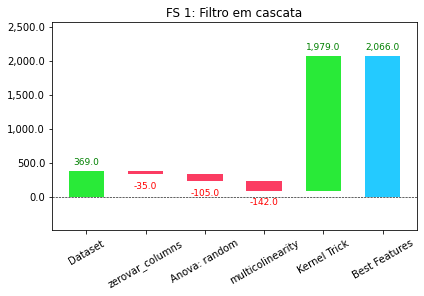 FS 1: Filtro em cascata
2,500.0
2,000.0
1,500.0
1,000.0
500.0
0.0
369.0
-35.0
-105.0
-142.0
1,979.0
2,066.0
Dataset
zerovar_columns
Anova: random
multicolinearity
Kernel Trick
Best Features